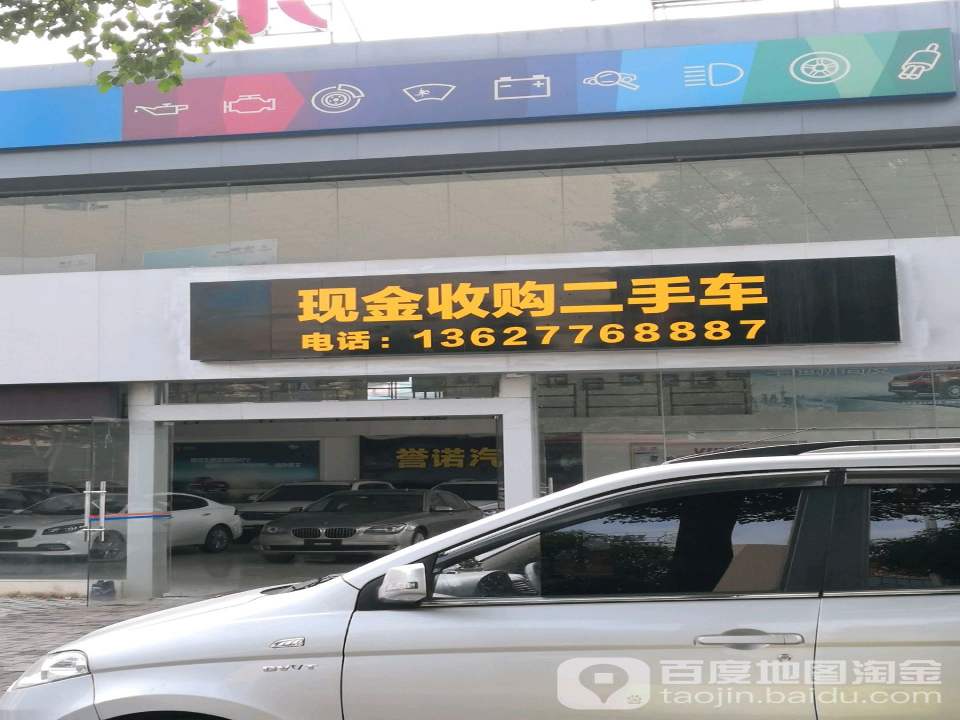 现金收购二手车
电话：13627768887
誉诺汽
DVVT
百度地图淘金
taojin.baidu.com